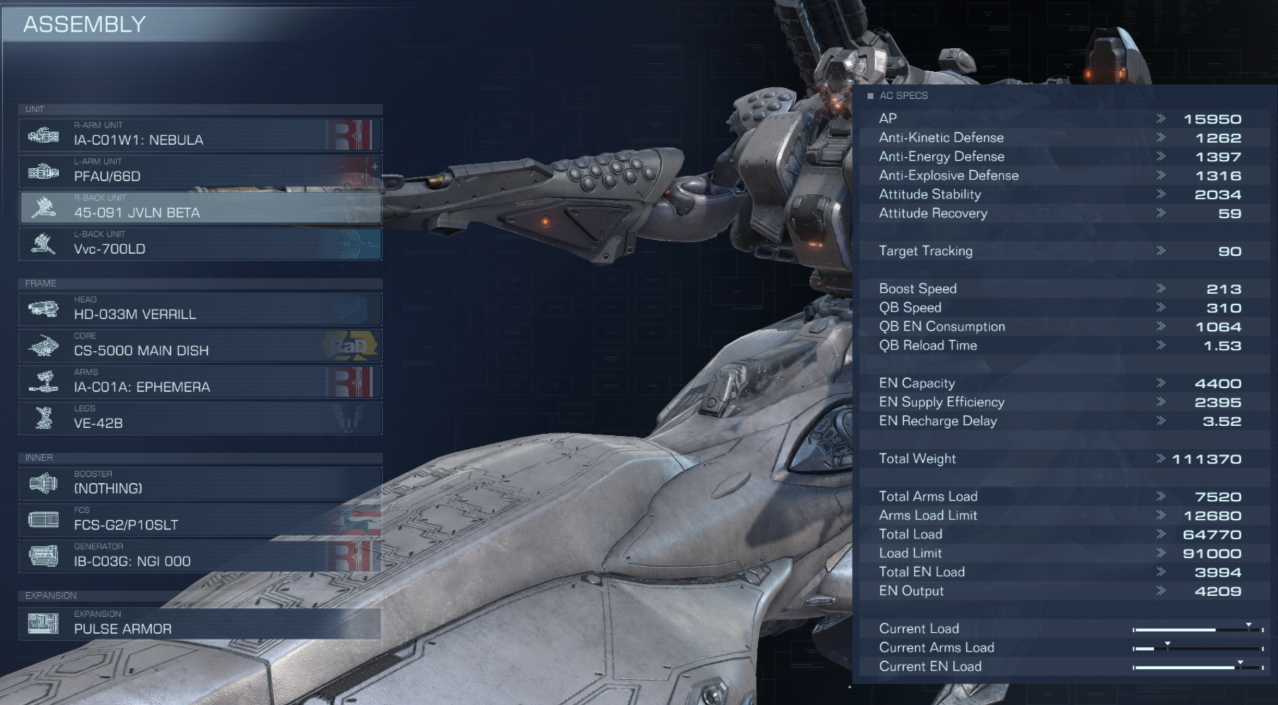 ASSEMBLY
UNIT
R-ARM UNIT
IA-C01W1: NEBULA
L-ARM UNIT
PFAU/66D
R-BACK UNIT
45-091 JVLN BETA
L-BACK UNIT
Vvc-700LD
FRAME
HEAD
HD-033M VERRILL
CORE
CS-5000 MAIN DISH
RaD
ARMS
IA-C01A: EPHEMERA
LEGS
VE-42B
INNER
BOOSTER
(NOTHING)
FCS
FCS-G2/P10SLT
GENERATOR
IB-C03G: NGI 000
EXPANSION
EXPANSION
PULSE ARMOR
AC SPECS
AP 15950
Anti-Kinetic Defense 1262
Anti-Energy Defense 1397
Anti-Explosive Defense 1316
Attitude Stability 2034
Attitude Recovery 59
Target Tracking 90
Boost Speed 213
QB Speed 310
QB EN Consumption 1064
QB Reload Time 1.53
EN Capacity 4400
EN Supply Efficiency 2395
EN Recharge Delay 3.52
Total Weight 111370
Total Arms Load 7520
Arms Load Limit 12680
Total Load 64770
Load Limit 91000
Total EN Load 3994
EN Output 4209
Current Load
Current Arms Load
Current EN Load